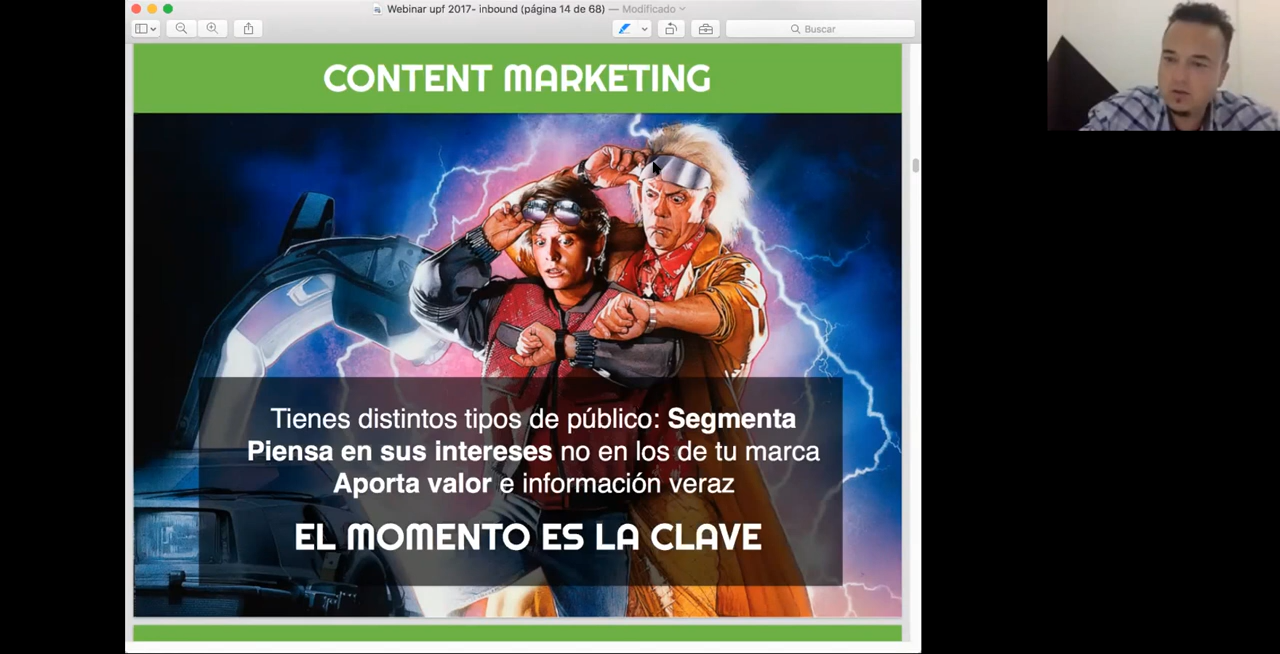 Webinar upf 2017- inbound (página 14 de 68) — Modificado
Buscar
CONTENT MARKETING
Tienes distintos tipos de público: Segmenta
Piensa en sus intereses no en los de tu marca
Aporta valor e información veraz
EL MOMENTO ES LA CLAVE